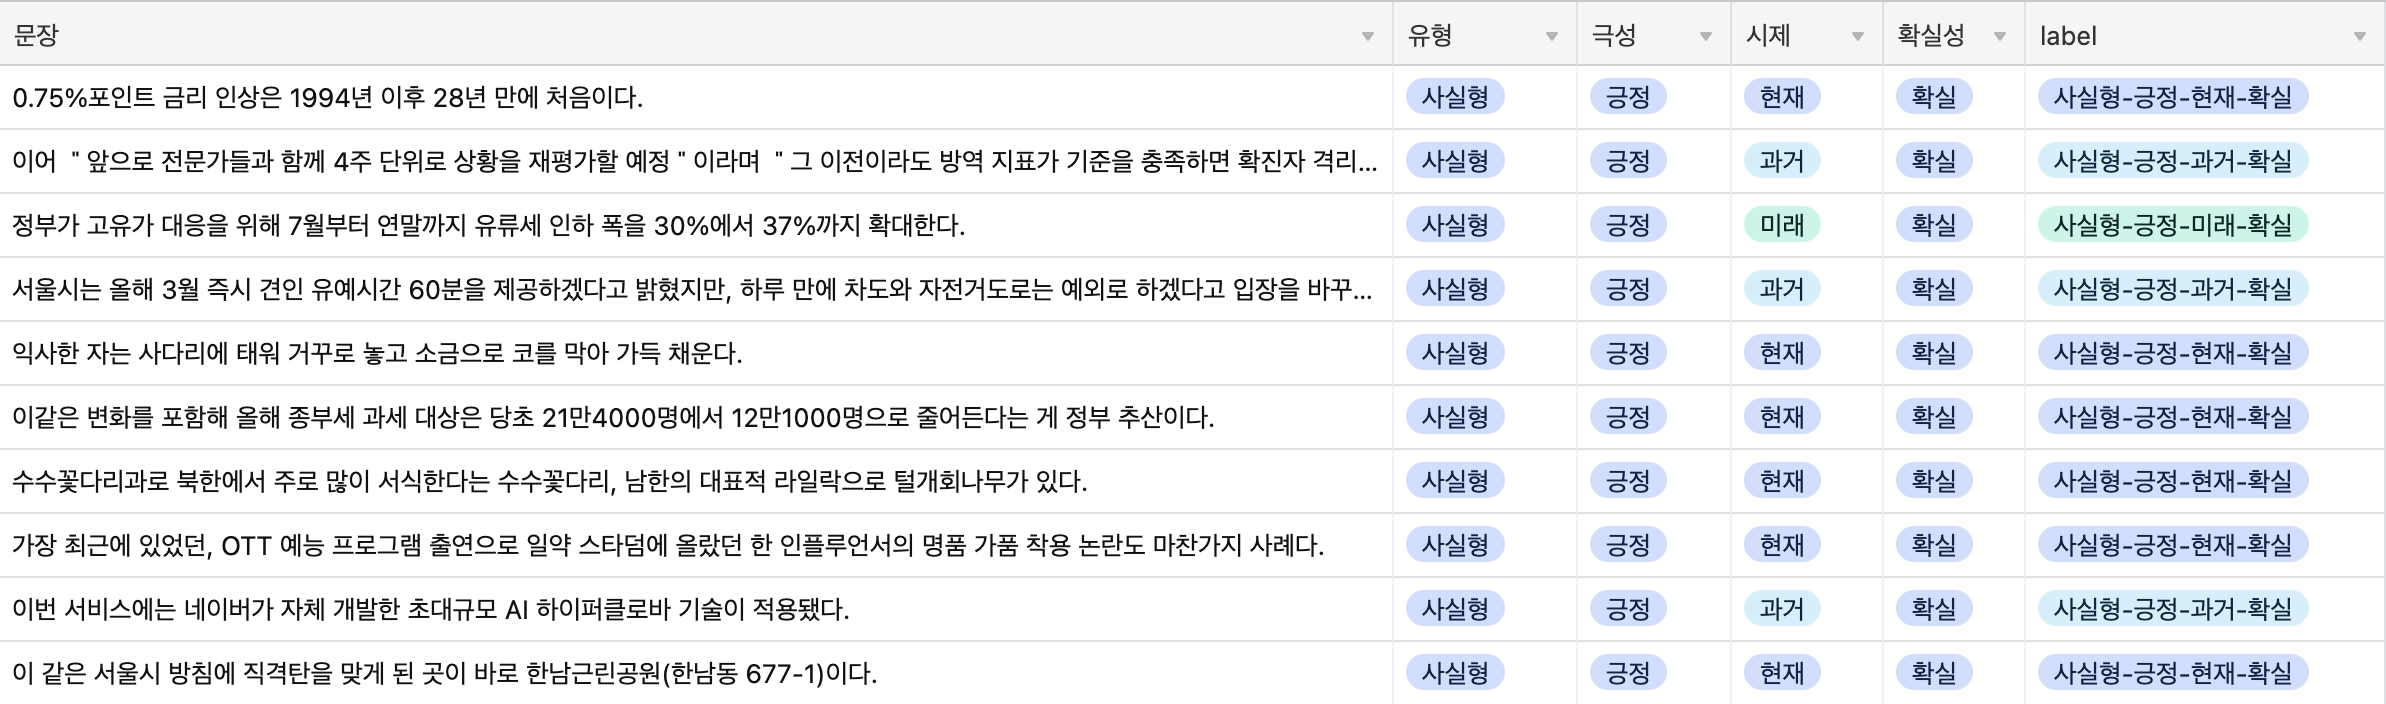 문장 유형 극성 시제 확실성 label
0.75%포인트 금리 인상은 1994년 이후 28년 만에 처음이다. 사실형 긍정 현재 확실 사실형-긍정-현재-확실
이어 "앞으로 전문가들과 함께 4주 단위로 상황을 재평가할 예정"이라며 "그 이전이라도 방역 지표가 기준을 충족하면 확진자 격리... 사실형 긍정 과거 확실 사실형-긍정-과거-확실
정부가 고유가 대응을 위해 7월부터 연말까지 유류세 인하 폭을 30%에서 37%까지 확대한다. 사실형 긍정 미래 확실 사실형-긍정-미래-확실
서울시는 올해 3월 즉시 견인 유예시간 60분을 제공하겠다고 밝혔지만, 하루 만에 차도와 자전거도로는 예외로 하겠다고 입장을 바꾸... 사실형 긍정 과거 확실 사실형-긍정-과거-확실
익사한 자는 사다리에 태워 거꾸로 놓고 소금으로 코를 막아 가득 채운다. 사실형 긍정 현재 확실 사실형-긍정-현재-확실
이같은 변화를 포함해 올해 종부세 과세 대상은 당초 21만4000명에서 12만1000명으로 줄어든다는 게 정부 추산이다. 사실형 긍정 현재 확실 사실형-긍정-현재-확실
수수꽃다리과로 북한에서 주로 많이 서식한다는 수수꽃다리, 남한의 대표적 라일락으로 털개회나무가 있다. 사실형 긍정 현재 확실 사실형-긍정-현재-확실
가장 최근에 있었던, OTT 예능 프로그램 출연으로 일약 스타덤에 올랐던 한 인플루언서의 명품 가품 착용 논란도 마찬가지 사례다. 사실형 긍정 현재 확실 사실형-긍정-현재-확실
이번 서비스에는 네이버가 자체 개발한 초대규모 AI 하이퍼클로바 기술이 적용됐다. 사실형 긍정 과거 확실 사실형-긍정-과거-확실
이 같은 서울시 방침에 직격탄을 맞게 된 곳이 바로 한남근린공원(한남동 677-1)이다. 사실형 긍정 현재 확실 사실형-긍정-현재-확실